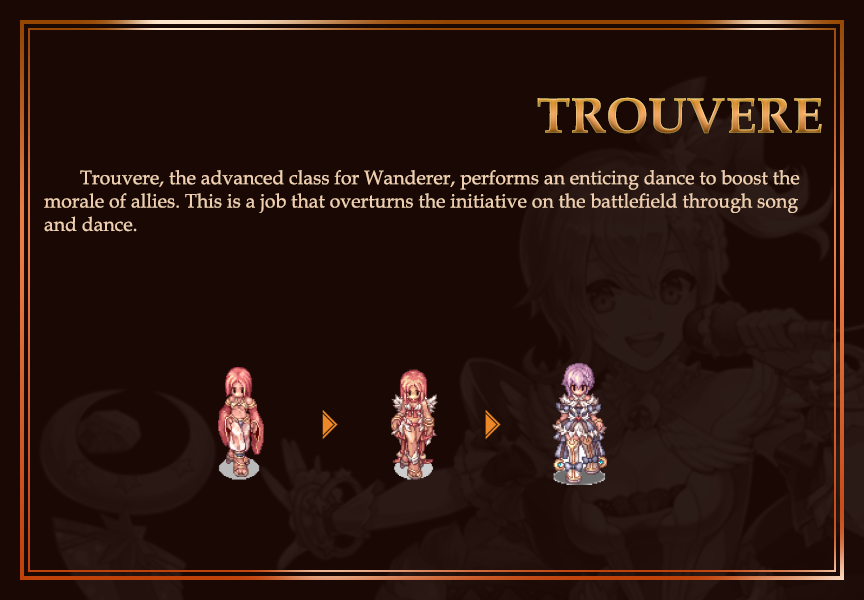 TROUVERE
Trouvere, the advanced class for Wanderer, performs an enticing dance to boost the
morale of allies. This is a job that overturns the initiative on the battlefield through song
and dance.